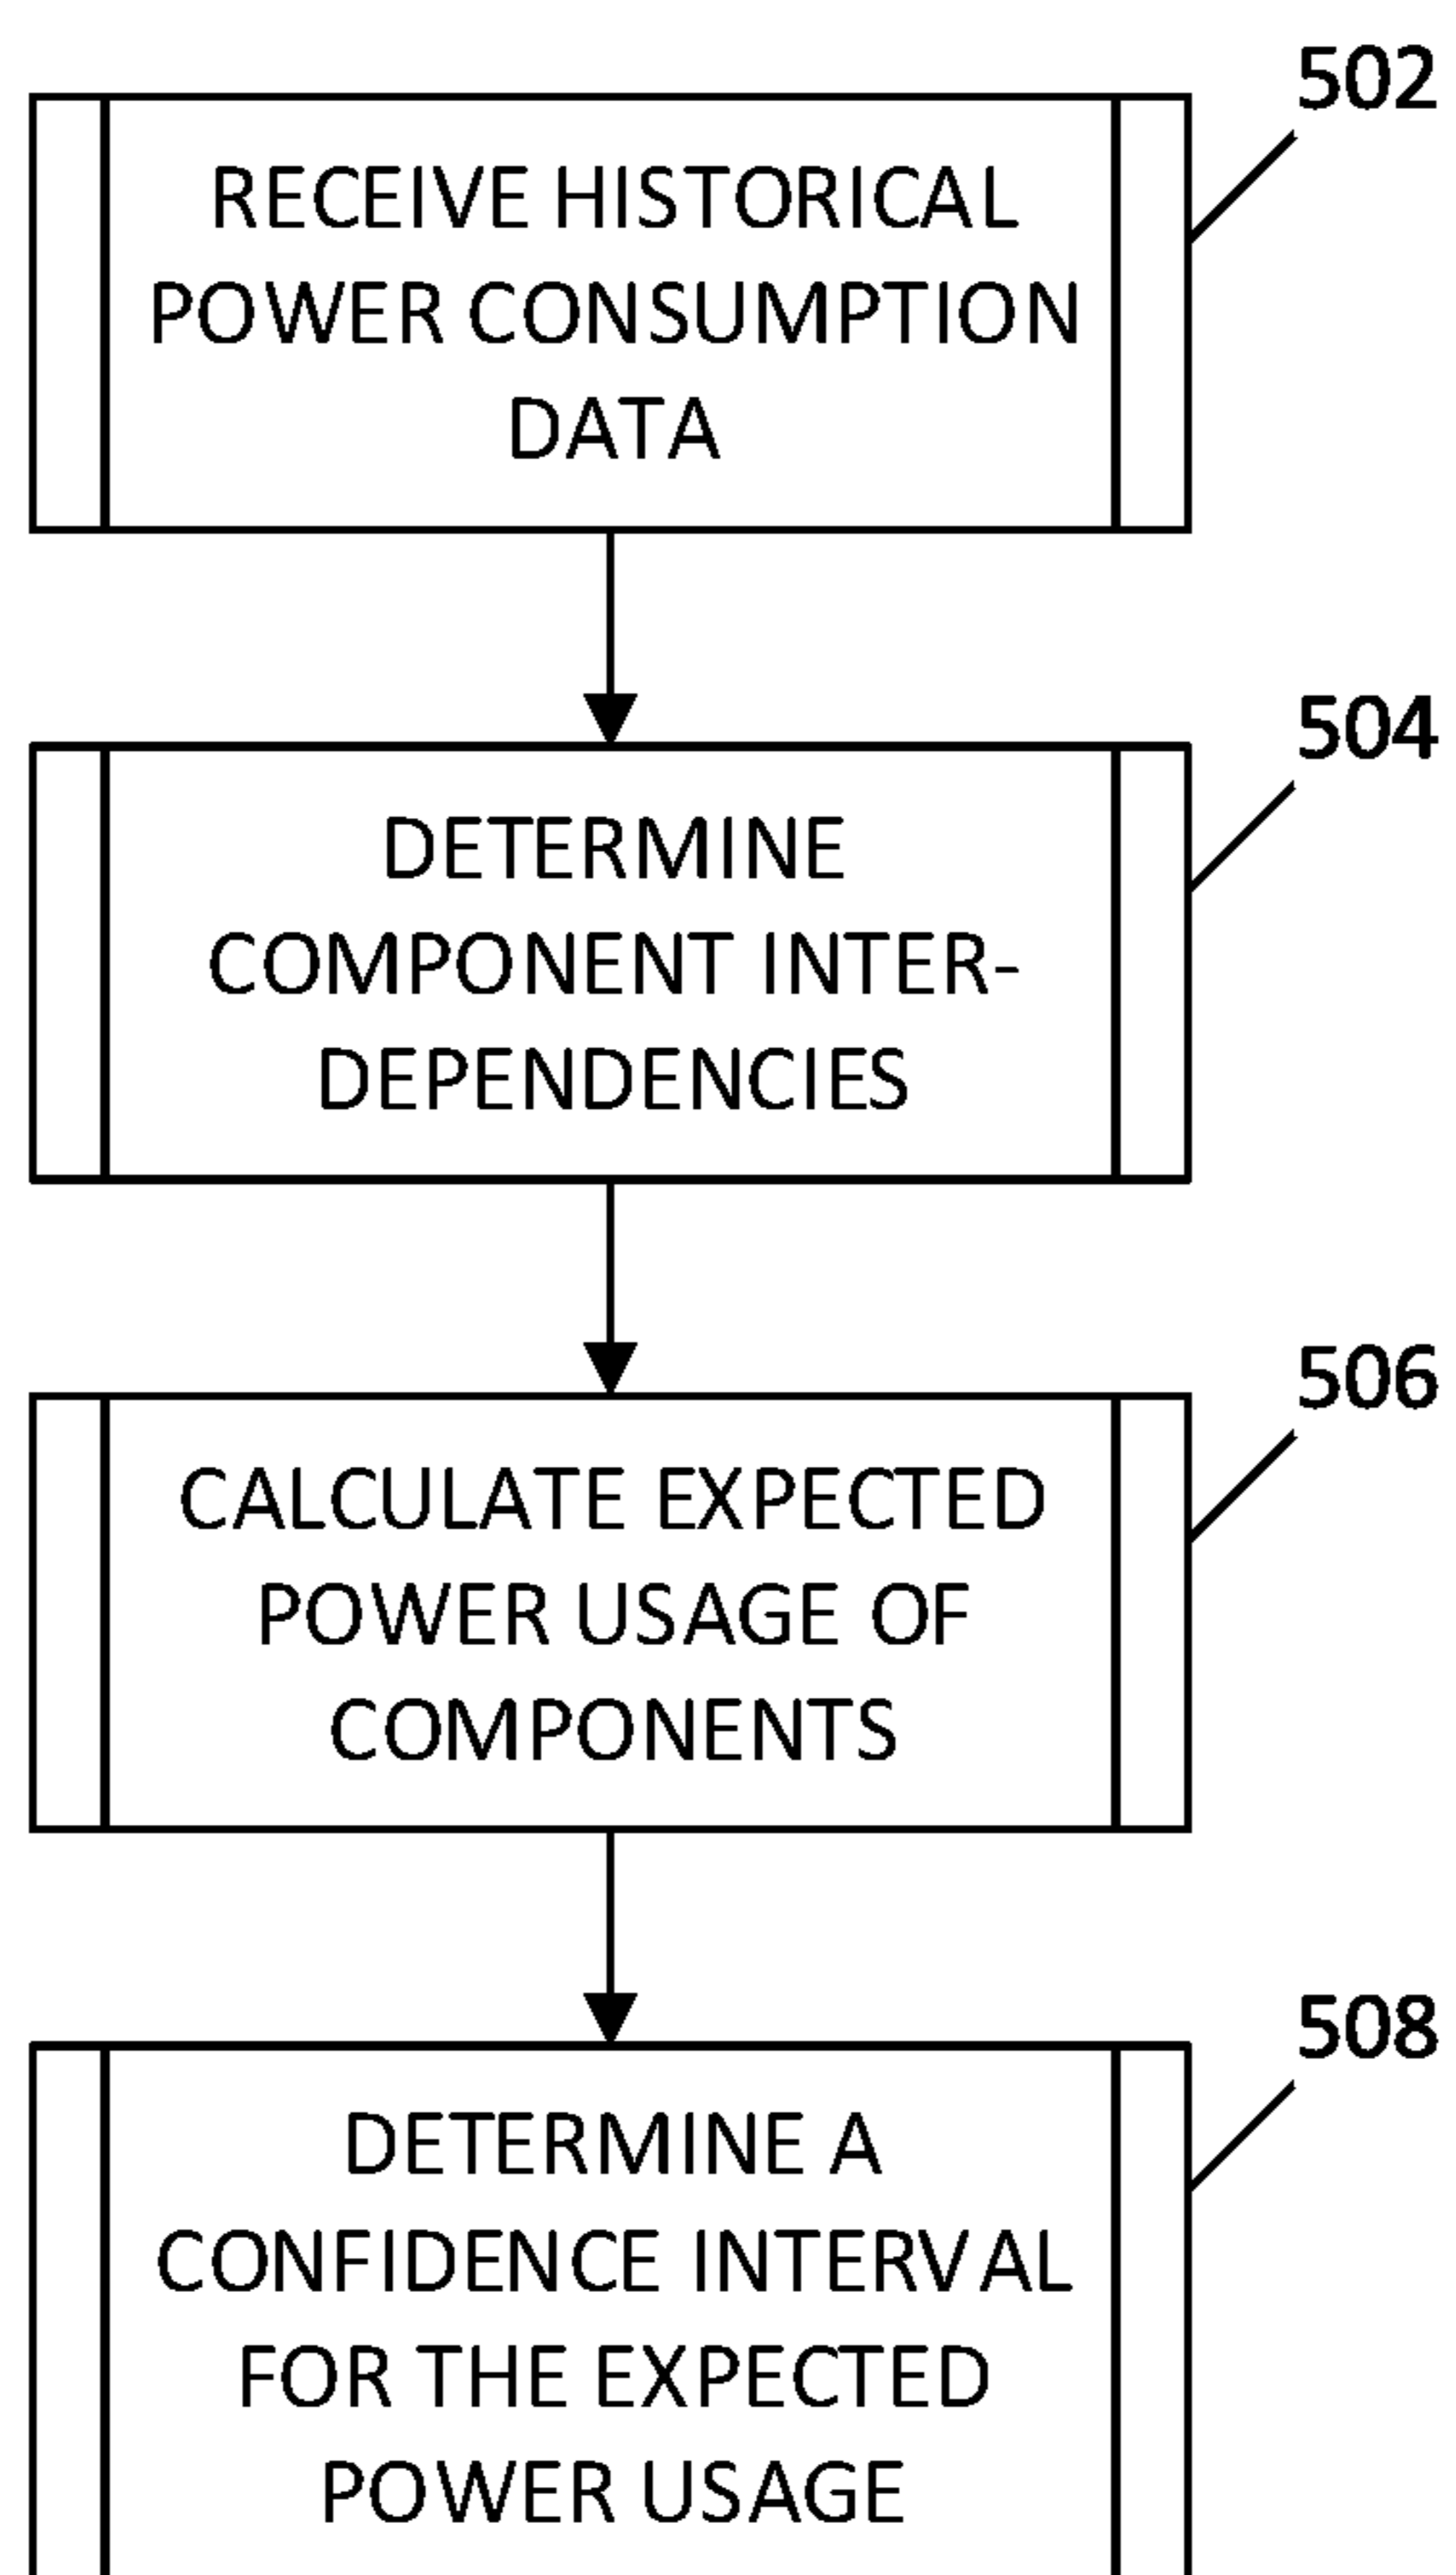 502
RECEIVE HISTORICAL
POWER CONSUMPTION
DATA
504
DETERMINE
COMPONENT INTER-
DEPENDENCIES
506
CALCULATE EXPECTED
POWER USAGE OF
COMPONENTS
508
DETERMINE A
CONFIDENCE INTERVAL
FOR THE EXPECTED
POWER USAGE